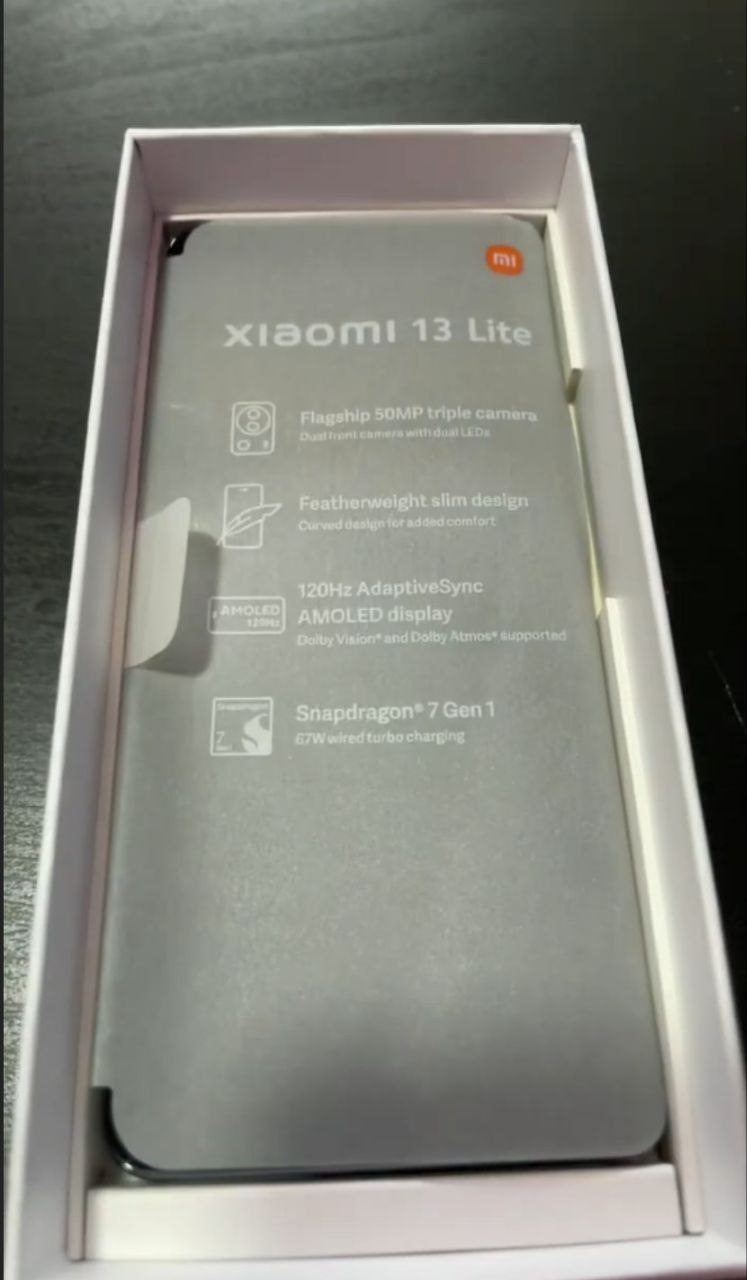 mi
xiaomi 13 Lite
Flagship 50MP triple camera
Dual front camera with dual LEDs
Featherweight slim design
Curved design for added comfort
120Hz AdaptiveSync
AMOLED display
AMOLED
120Hz
Dolby Vision® and Dolby Atmos® supported
Snapdragon
7
Snapdragon® 7 Gen 1
67W wired turbo charging